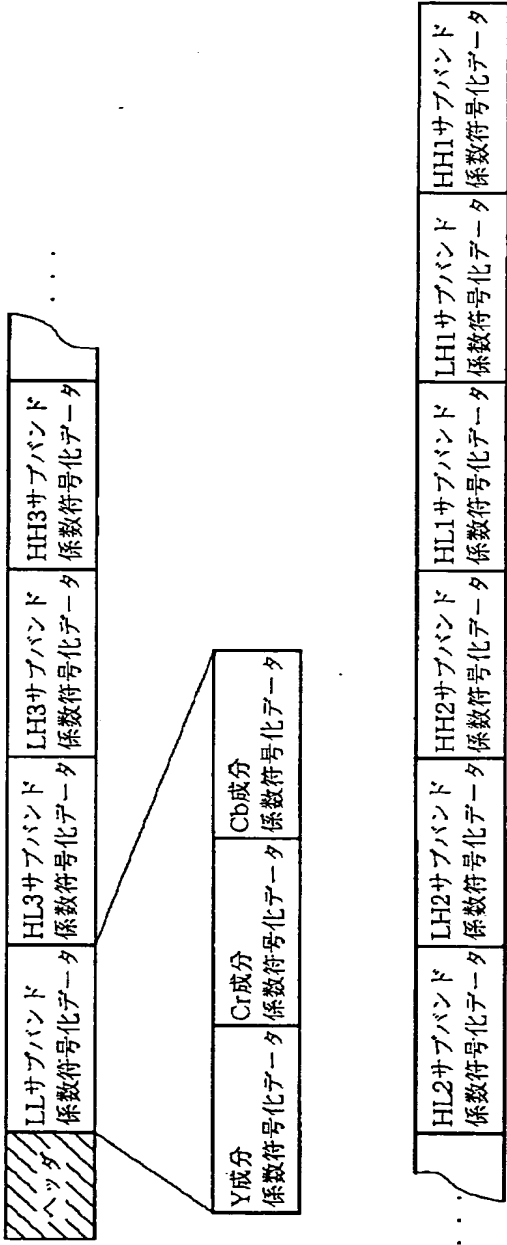 ヘッダ
LLサブバンド
係数符号化データ
HL3サブバンド
係数符号化データ
LH3サブバンド
係数符号化データ
HH3サブバンド
係数符号化データ
. . .
Y成分
係数符号化データ
Cr成分
係数符号化データ
Cb成分
係数符号化データ
. . .
HL2サブバンド
係数符号化データ
LH2サブバンド
係数符号化データ
HH2サブバンド
係数符号化データ
HL1サブバンド
係数符号化データ
LH1サブバンド
係数符号化データ
HH1サブバンド
係数符号化データ